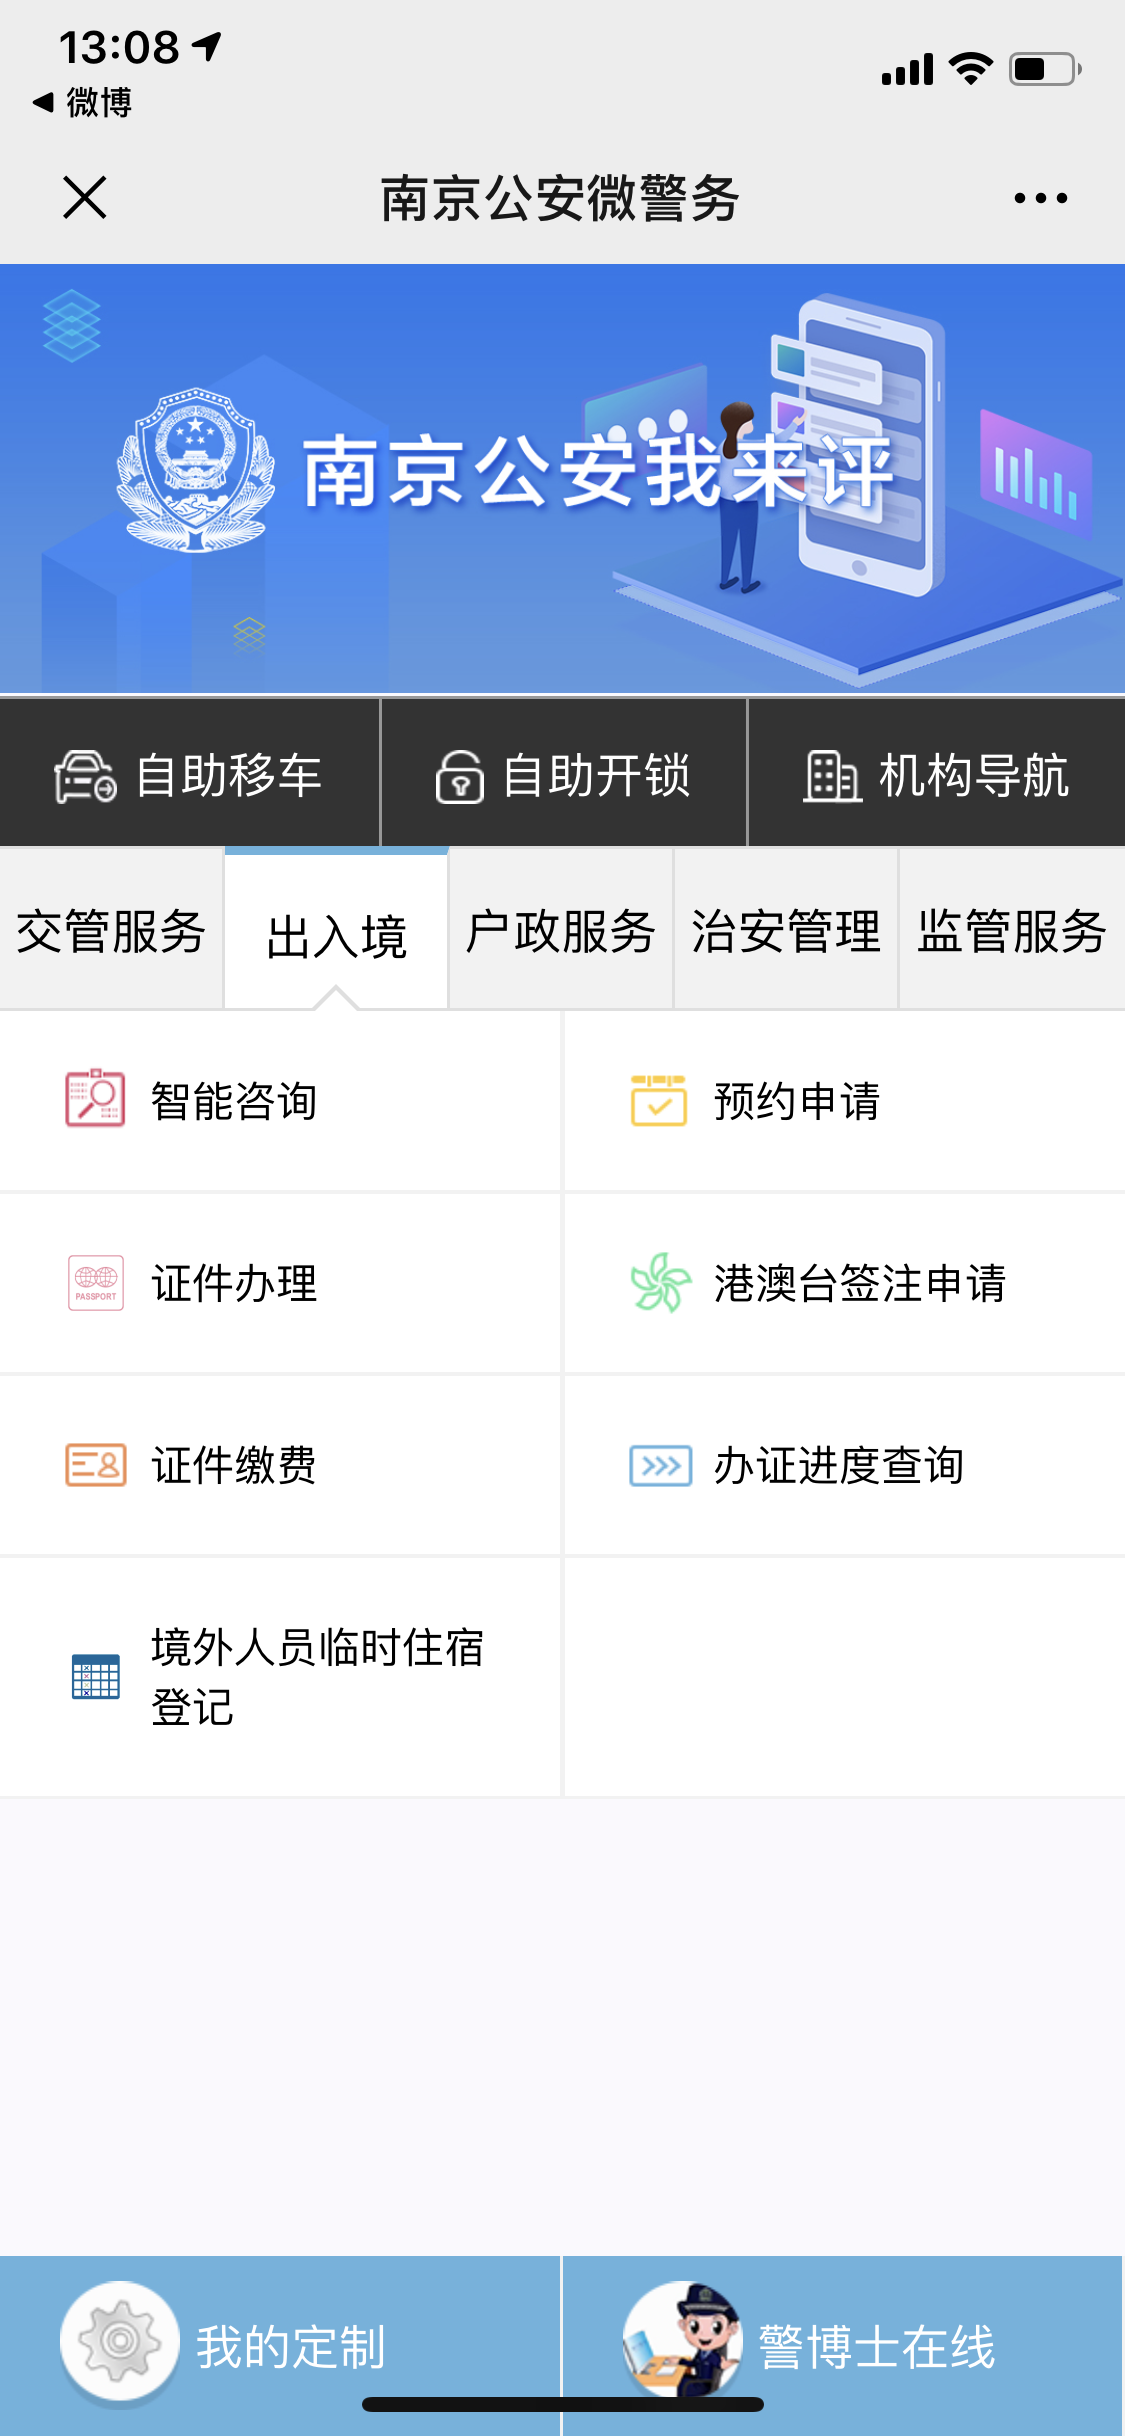 13:08
微博
南京公安微警务
南京公安我来评
自助移车
自助开锁
机构导航
交管服务
出入境
户政服务
治安管理
监管服务
智能咨询
预约申请
PASSPORT
证件办理
港澳台签注申请
证件缴费
办证进度查询
境外人员临时住宿
登记
我的定制
警博士在线